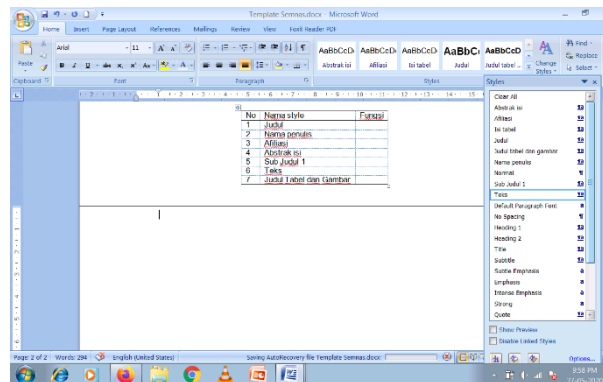 Template Semnas.docx - Microsoft Word
Home Insert Page Layout References Mailings Review View Foxit Reader PDF
Arial 11
Paste
AaBbCcDc AaBbCcDc AaBbCcDc AaBbC AaBbCcD
Abstrak isi Afiliasi Isi tabel Judul Judul tabel ...
Change Styles
Find
Replace
Select
Clipboard Font Paragraph Styles
Styles
Clear All
Abstrak isi
Afiliasi
Isi tabel
Judul
Judul tabel dan gambar
Nama penulis
Normal
Sub Judul 1
Teks
Default Paragraph Font
No Spacing
Heading 1
Heading 2
Title
Subtitle
Subtle Emphasis
Emphasis
Intense Emphasis
Strong
Quote
Show Preview
Disable Linked Styles
Options...
No Nama style Fungsi
1 Judul
2 Nama penulis
3 Afiliasi
4 Abstrak isi
5 Sub Judul 1
6 Teks
7 Judul Tabel dan Gambar
Page: 2 of 2 Words: 294 English (United States) Saving AutoRecovery file Template Semnas.docx:
9:58 PM